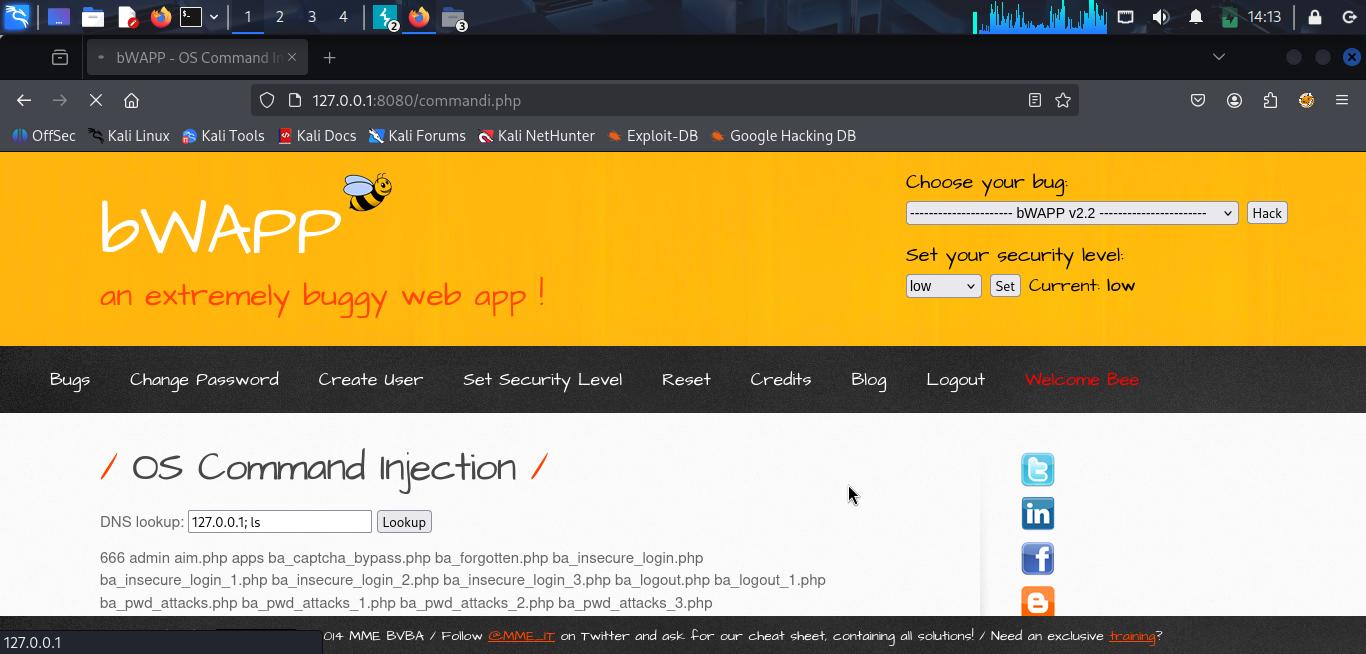 1 2 3 4 2 3 14:13
bWAPP - OS Command In
127.0.0.1:8080/commandi.php
OffSec Kali Linux Kali Tools Kali Docs Kali Forums Kali NetHunter Exploit-DB Google Hacking DB
bWAPP
an extremely buggy web app !
Choose your bug:
---------------------- bWAPP v2.2 ----------------------- Hack
Set your security level:
low Set Current: low
Bugs Change Password Create User Set Security Level Reset Credits Blog Logout Welcome Bee
/ OS Command Injection /
DNS lookup: 127.0.0.1; ls Lookup
666 admin aim.php apps ba_captcha_bypass.php ba_forgotten.php ba_insecure_login.php
ba_insecure_login_1.php ba_insecure_login_2.php ba_insecure_login_3.php ba_logout.php ba_logout_1.php
ba_pwd_attacks.php ba_pwd_attacks_1.php ba_pwd_attacks_2.php ba_pwd_attacks_3.php
014 MME BVBA / Follow @MME_IT on Twitter and ask for our cheat sheet, containing all solutions! / Need an exclusive training?
127.0.0.1